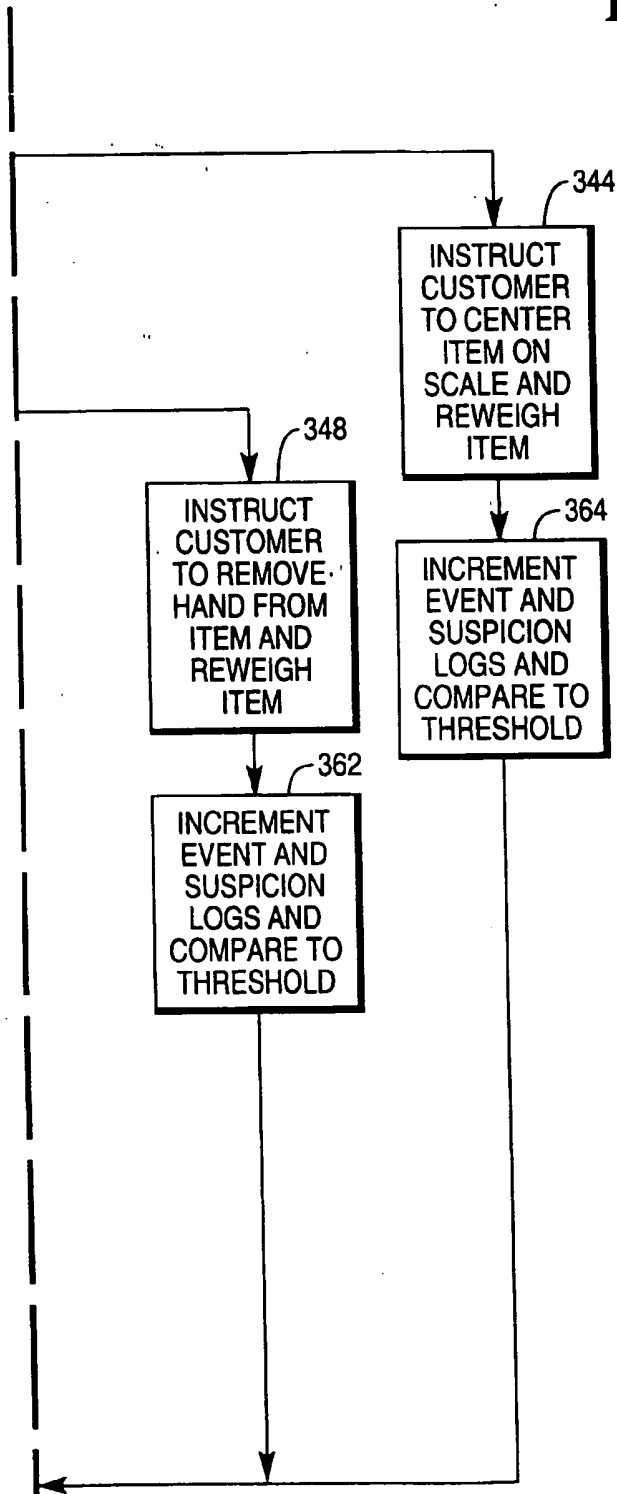 344
INSTRUCT
CUSTOMER
TO CENTER
ITEM ON
SCALE AND
REWEIGH
ITEM
348
INSTRUCT
CUSTOMER
TO REMOVE
HAND FROM
ITEM AND
REWEIGH
ITEM
364
INCREMENT
EVENT AND
SUSPICION
LOGS AND
COMPARE TO
THRESHOLD
362
INCREMENT
EVENT AND
SUSPICION
LOGS AND
COMPARE TO
THRESHOLD